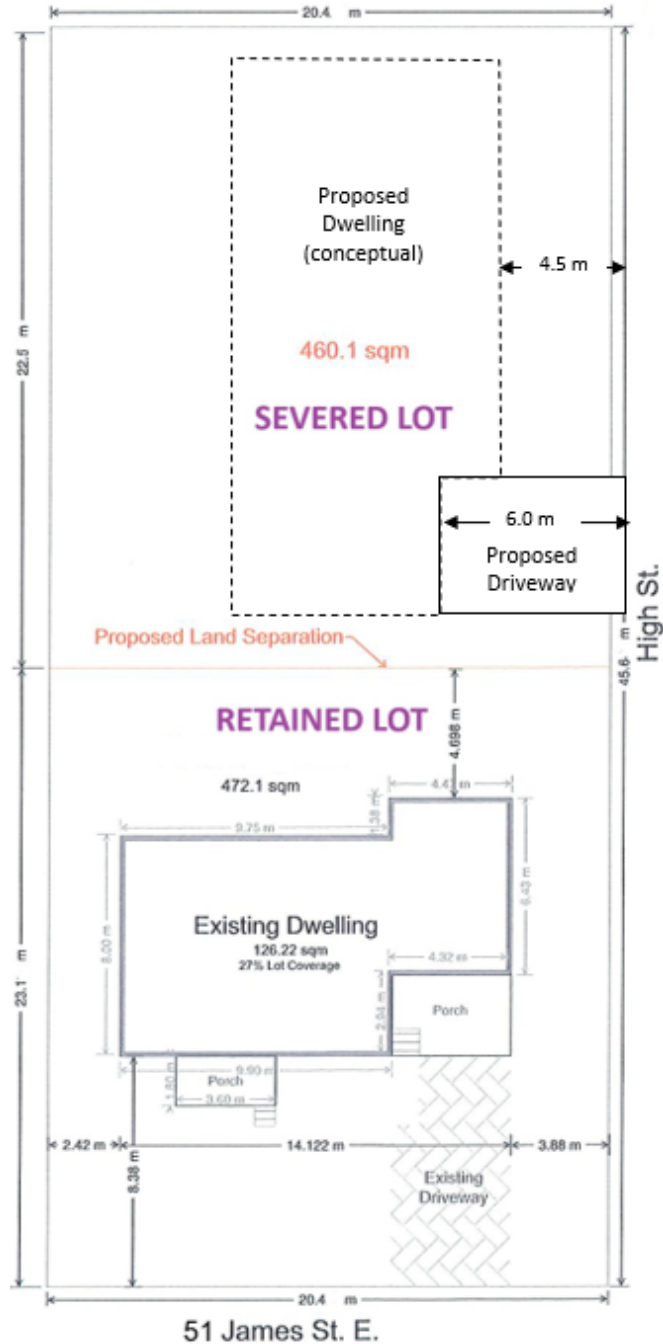 20.4 m
Proposed
Dwelling
(conceptual)
4.5 m
22.5 m
460.1 sqm
SEVERED LOT
6.0 m
Proposed
Driveway
High St.
45.6 m
Proposed Land Separation
RETAINED LOT
4.698 m
472.1 sqm
1.38 m
9.75 m
6.43 m
8.00 m
Existing Dwelling
126.22 sqm
27% Lot Coverage
4.32 m
23.1 m
2.94 m
Porch
9.90 m
1.80 m
Porch
3.60 m
2.42 m
14.122 m
3.88 m
8.38 m
Existing
Driveway
20.4 m
51 James St. E.